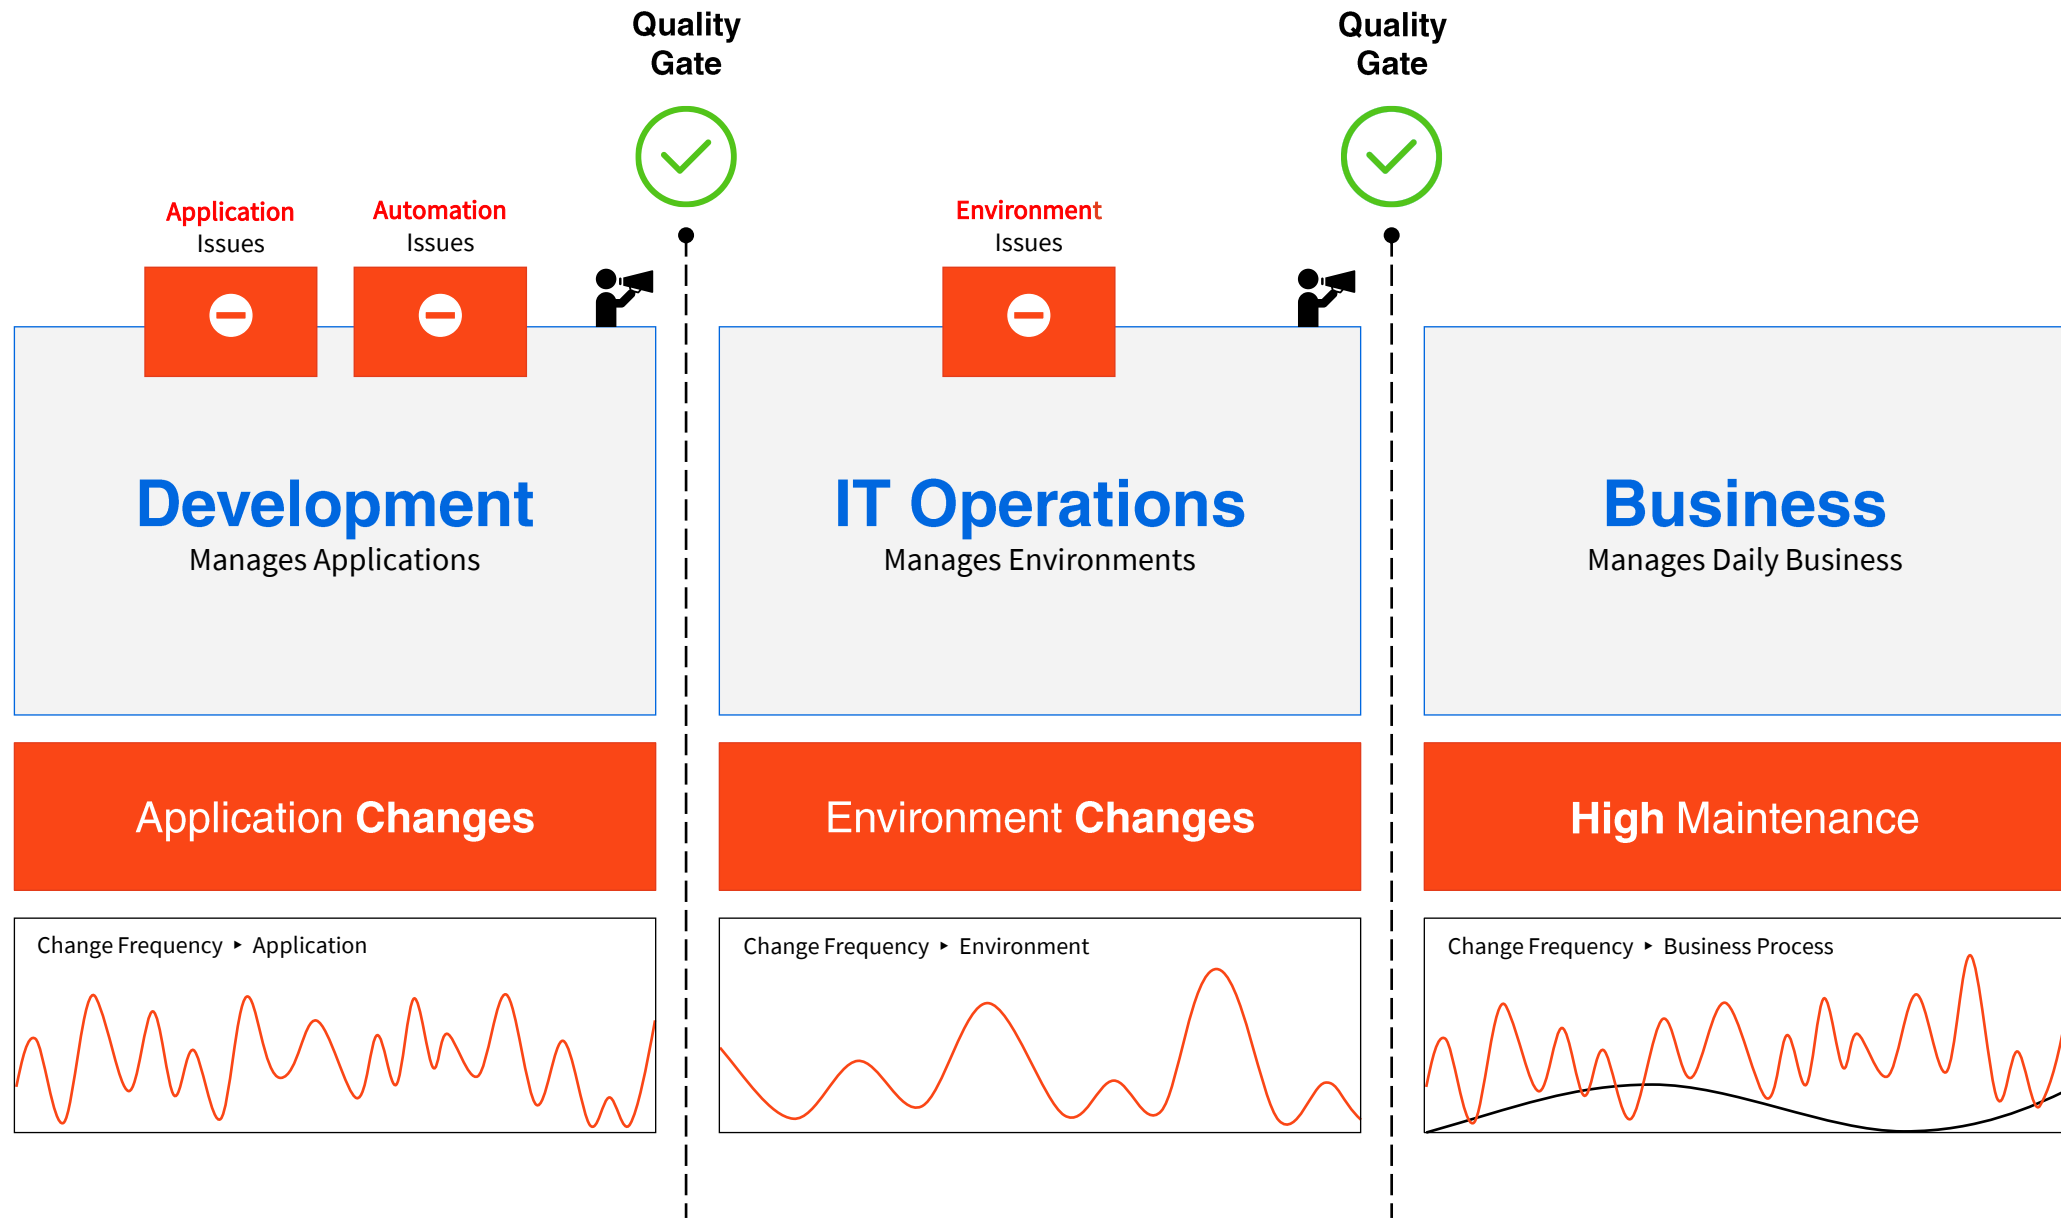 Quality
Gate
Quality
Gate
Application
Issues
Automation
Issues
Environment
Issues
Development
Manages Applications
IT Operations
Manages Environments
Business
Manages Daily Business
Application Changes
Environment Changes
High Maintenance
Change Frequency ▸ Application
Change Frequency ▸ Environment
Change Frequency ▸ Business Process